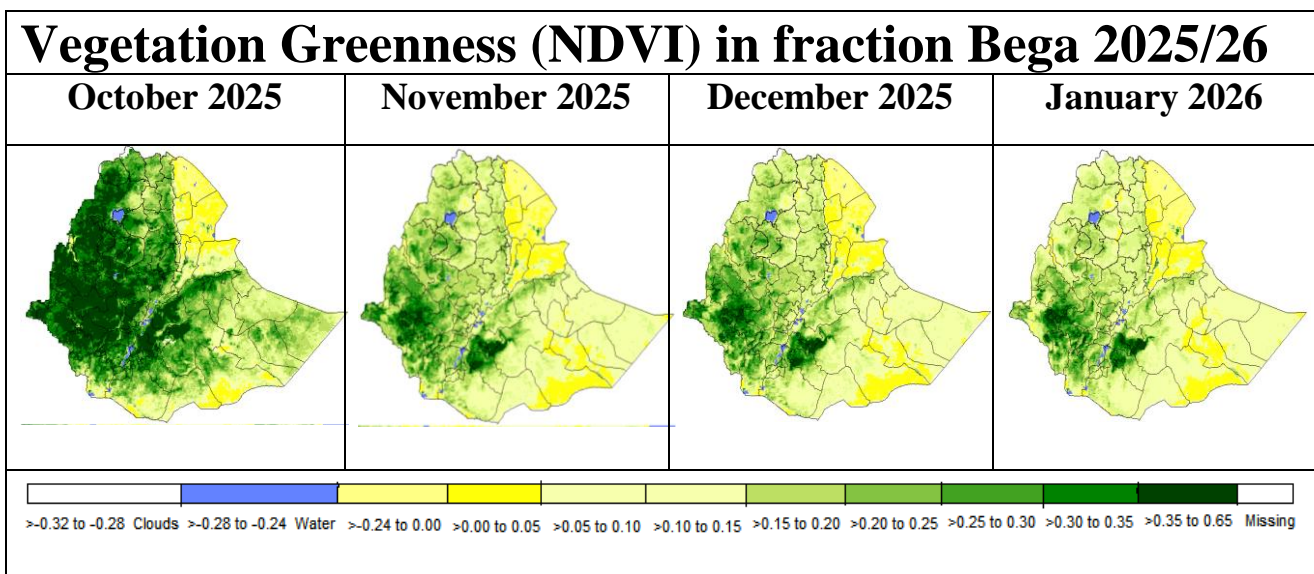 Vegetation Greenness (NDVI) in fraction Bega 2025/26
October 2025 November 2025 December 2025 January 2026
>-0.32 to -0.28 Clouds >-0.28 to -0.24 Water >-0.24 to 0.00 >0.00 to 0.05 >0.05 to 0.10 >0.10 to 0.15 >0.15 to 0.20 >0.20 to 0.25 >0.25 to 0.30 >0.30 to 0.35 >0.35 to 0.65 Missing